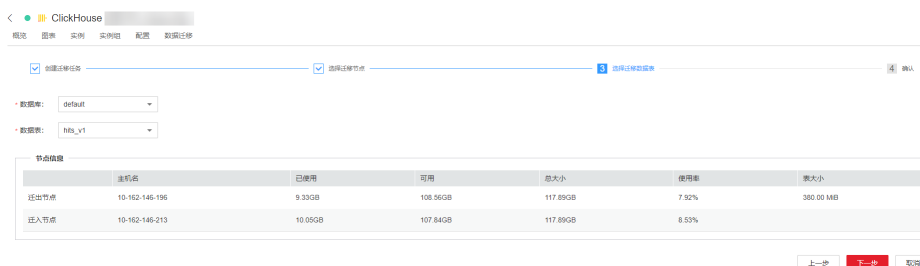 ClickHouse
概览 图表 实例 实例组 配置 数据迁移
创建迁移任务 选择迁移节点 3 选择迁移数据表 4 确认
* 数据库: default
* 数据表: hits_v1
节点信息
主机名 已使用 可用 总大小 使用率 表大小
迁出节点 10-162-146-196 9.33GB 108.56GB 117.89GB 7.92% 380.00 MiB
迁入节点 10-162-146-213 10.05GB 107.84GB 117.89GB 8.53%
上一步 下一步 取消